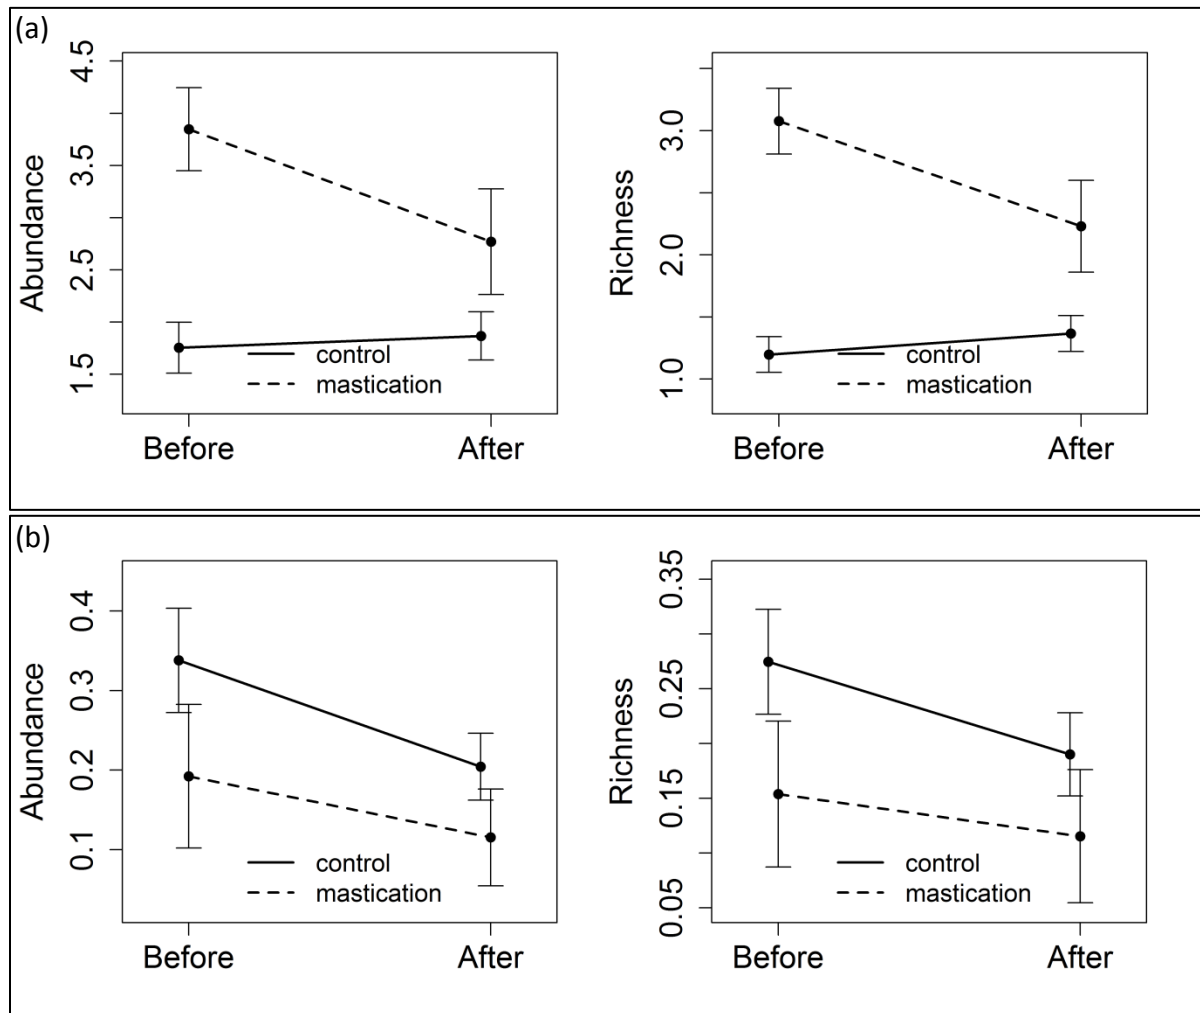 (a)
Abundance
4.5
3.5
2.5
1.5
control
mastication
Before After
Richness
3.0
2.0
1.0
control
mastication
Before After
(b)
Abundance
0.4
0.3
0.2
0.1
control
mastication
Before After
Richness
0.35
0.25
0.15
0.05
control
mastication
Before After